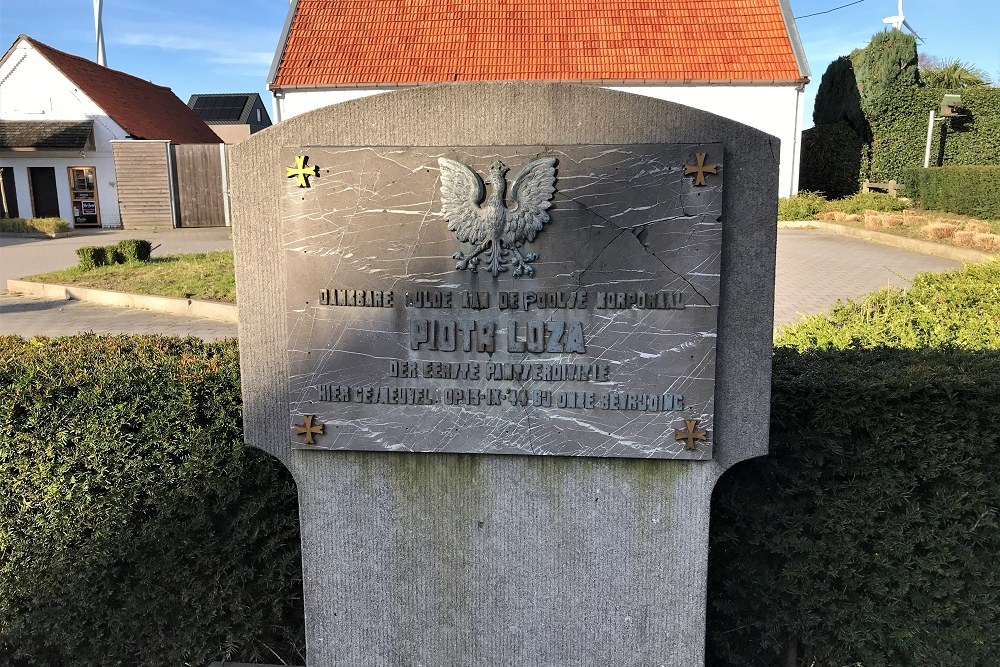 DANKBARE HULDE AAN DE POOLSE KORPORAAL
PIOTR LOZA
DER EERSTE PANTSERDIVISIE
HIER GESNEUVELD OP 13-IX-'44 BIJ ONZE BEVRIJDING